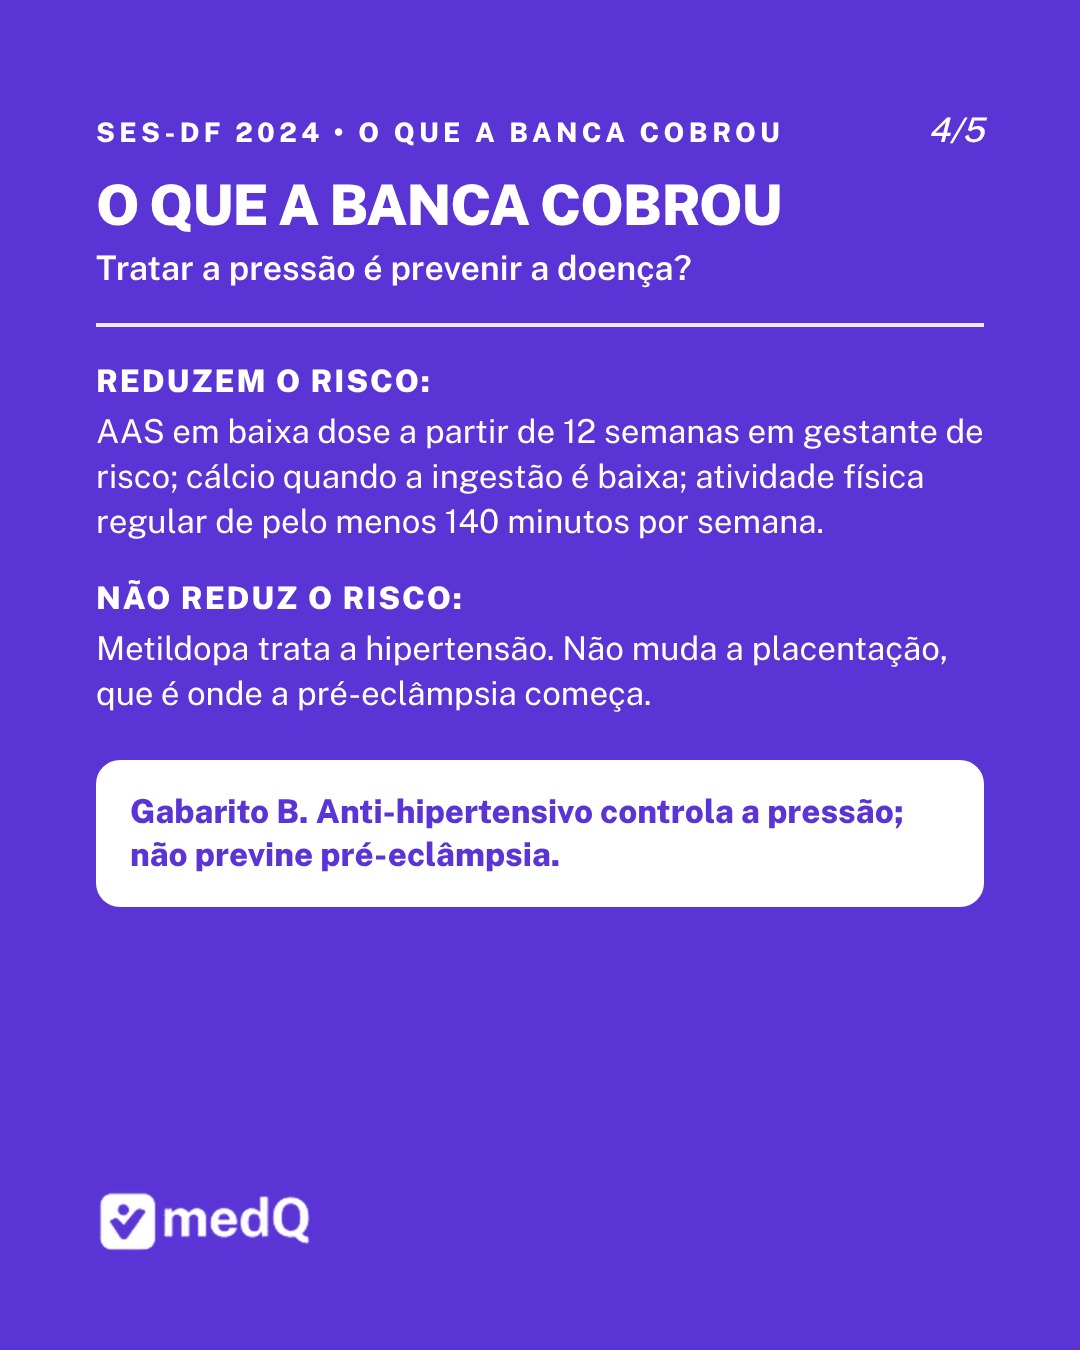 SES-DF 2024 • O QUE A BANCA COBROU 4/5
O QUE A BANCA COBROU
Tratar a pressão é prevenir a doença?
REDUZEM O RISCO:
AAS em baixa dose a partir de 12 semanas em gestante de
risco; cálcio quando a ingestão é baixa; atividade física
regular de pelo menos 140 minutos por semana.
NÃO REDUZ O RISCO:
Metildopa trata a hipertensão. Não muda a placentação,
que é onde a pré-eclâmpsia começa.
Gabarito B. Anti-hipertensivo controla a pressão;
não previne pré-eclâmpsia.
medQ